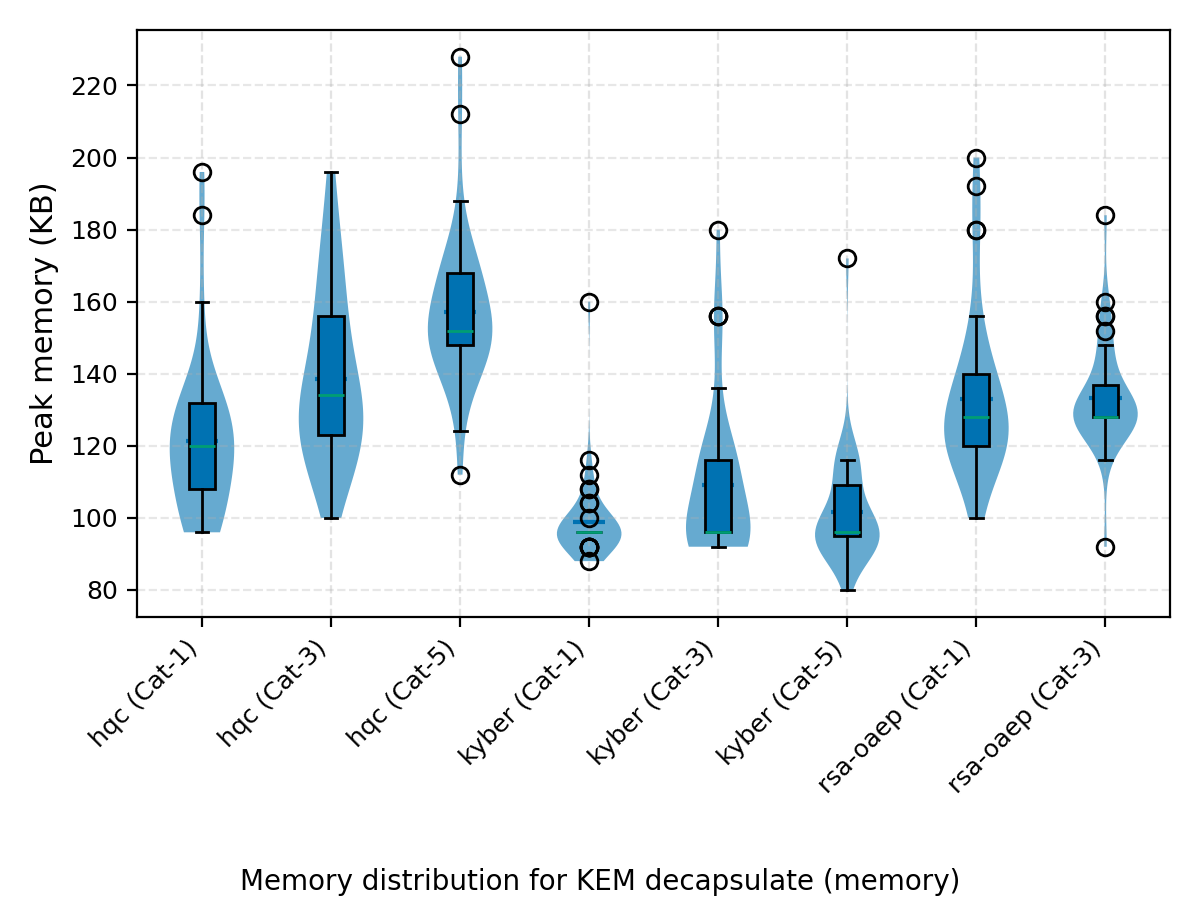 Peak memory (KB)
220
200
180
160
140
120
100
80
hqc (Cat-1)
hqc (Cat-3)
hqc (Cat-5)
kyber (Cat-1)
kyber (Cat-3)
kyber (Cat-5)
rsa-oaep (Cat-1)
rsa-oaep (Cat-3)
Memory distribution for KEM decapsulate (memory)